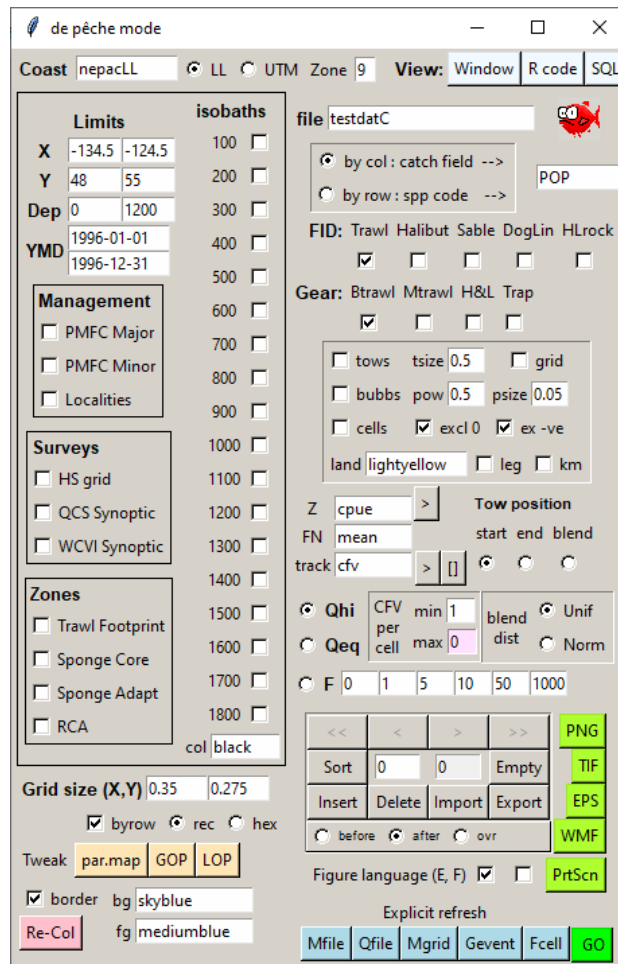 de pêche mode
Coast nepacLL LL UTM Zone 9 View: Window R code SQL
Limits
X -134.5 -124.5
Y 48 55
Dep 0 1200
YMD 1996-01-01
1996-12-31
Management
PMFC Major
PMFC Minor
Localities
Surveys
HS grid
QCS Synoptic
WCVI Synoptic
Zones
Trawl Footprint
Sponge Core
Sponge Adapt
RCA
isobaths
100
200
300
400
500
600
700
800
900
1000
1100
1200
1300
1400
1500
1600
1700
1800
col black
Grid size (X,Y) 0.35 0.275
byrow rec hex
Tweak par.map GOP LOP
border bg skyblue
Re-Col fg mediumblue
file testdatC
by col : catch field -->
by row : spp code -->
POP
FID: Trawl Halibut Sable DogLin HLrock
Gear: Btrawl Mtrawl H&L Trap
tows tsize 0.5 grid
bubbs pow 0.5 psize 0.05
cells excl 0 ex -ve
land lightyellow leg km
Z cpue >
FN mean
track cfv > []
Tow position
start end blend
Qhi
Qeq
CFV per cell
min 1
max 0
blend dist
Unif
Norm
F 0 1 5 10 50 1000
<< < > >>
Sort 0 0 Empty
Insert Delete Import Export
before after ovr
PNG
TIF
EPS
WMF
Figure language (E, F) PrtScn
Explicit refresh
Mfile Qfile Mgrid Gevent Fcell GO